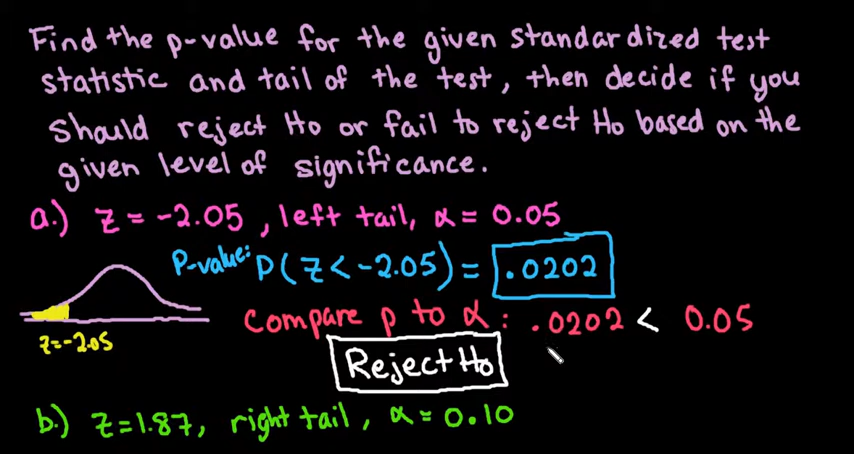 Find the p-value for the given standardized test
statistic and tail of the test, then decide if you
should reject Ho or fail to reject Ho based on the
given level of significance.
a.) z = -2.05, left tail, α = 0.05
P-value: P(z < -2.05) = .0202
z=-2.05
compare p to α: .0202 < 0.05
Reject Ho
b.) z=1.87, right tail, α = 0.10